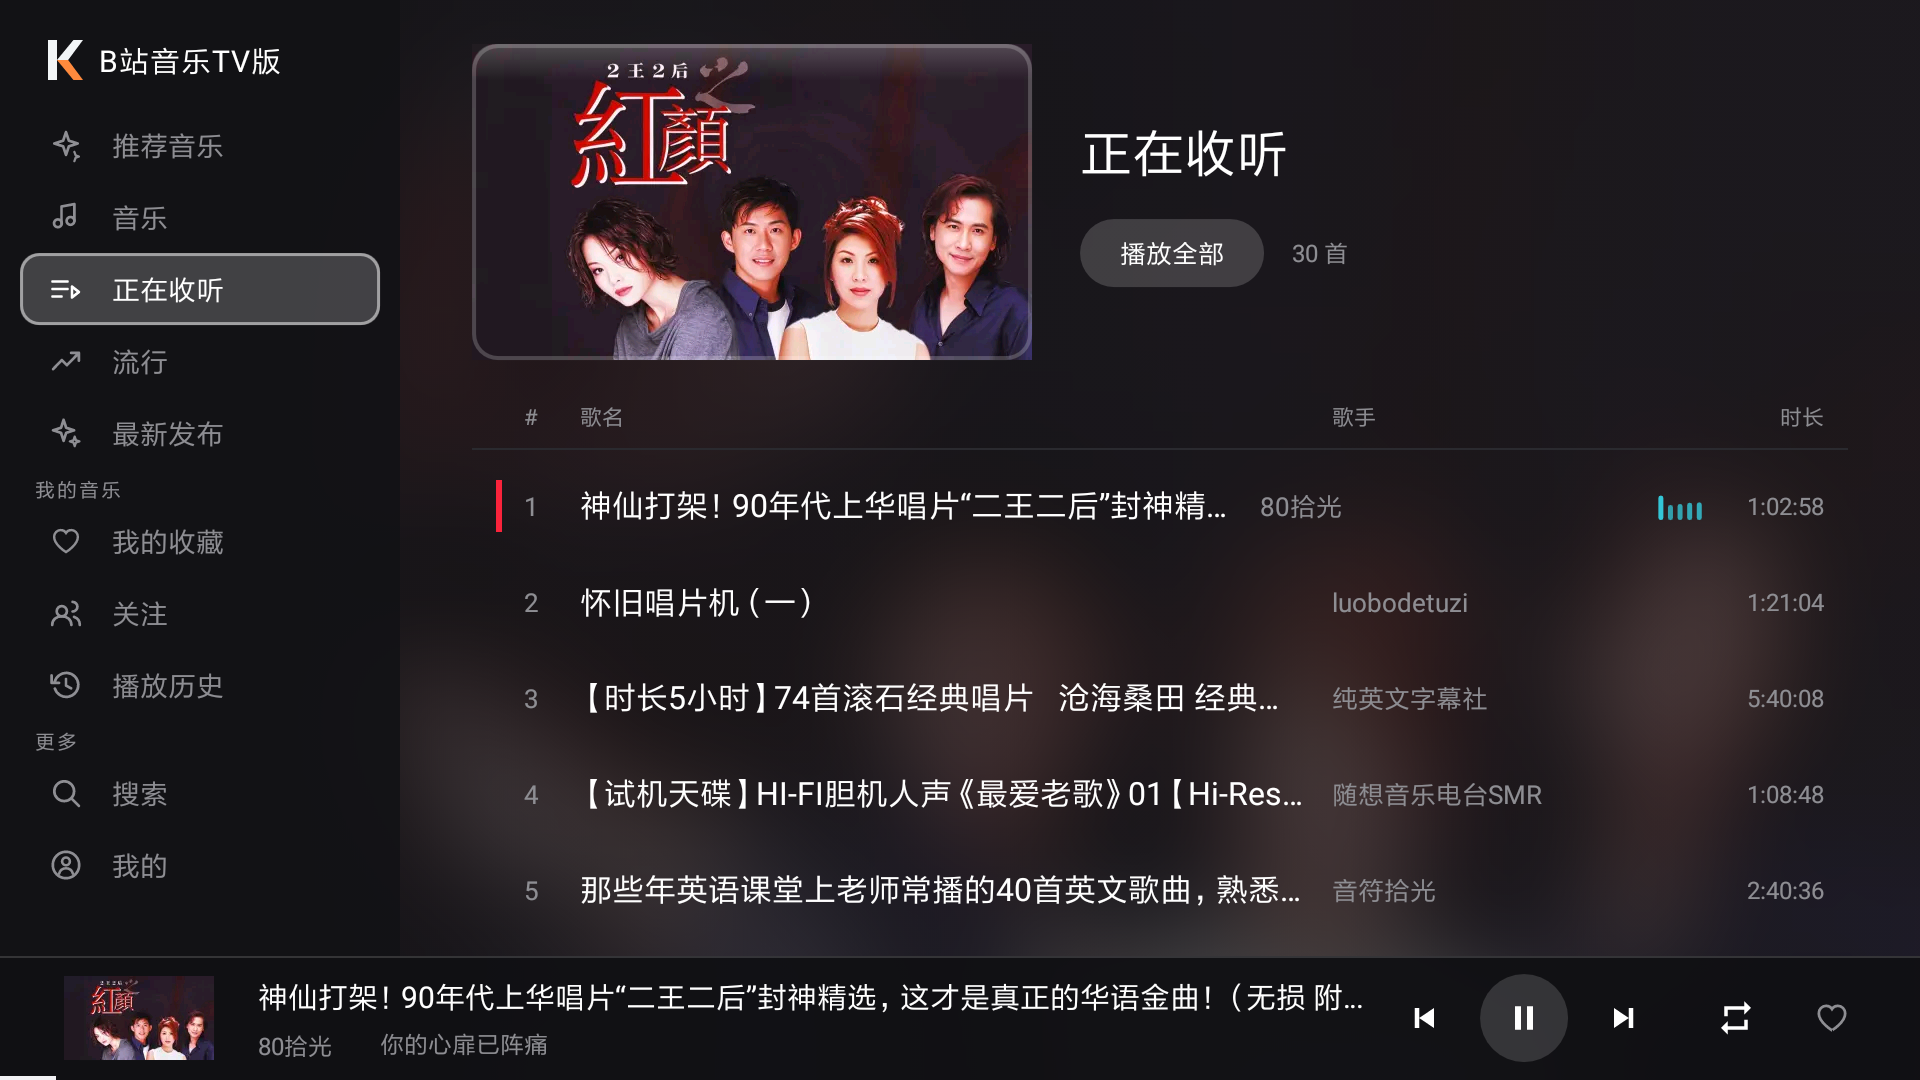 B站音乐TV版
推荐音乐
音乐
正在收听
流行
最新发布
我的音乐
我的收藏
关注
播放历史
更多
搜索
我的
2王2后之
紅顏
正在收听
播放全部 30 首
# 歌名 歌手 时长
1 神仙打架！90年代上华唱片“二王二后”封神精... 80拾光 1:02:58
2 怀旧唱片机（一） luobodetuzi 1:21:04
3 【时长5小时】74首滚石经典唱片 沧海桑田 经典... 纯英文字幕社 5:40:08
4 【试机天碟】HI-FI胆机人声《最爱老歌》01【Hi-Res... 随想音乐电台SMR 1:08:48
5 那些年英语课堂上老师常播的40首英文歌曲，熟悉... 音符拾光 2:40:36
2王2后之
紅顏
神仙打架！90年代上华唱片“二王二后”封神精选，这才是真正的华语金曲！（无损 附...
80拾光 你的心扉已阵痛